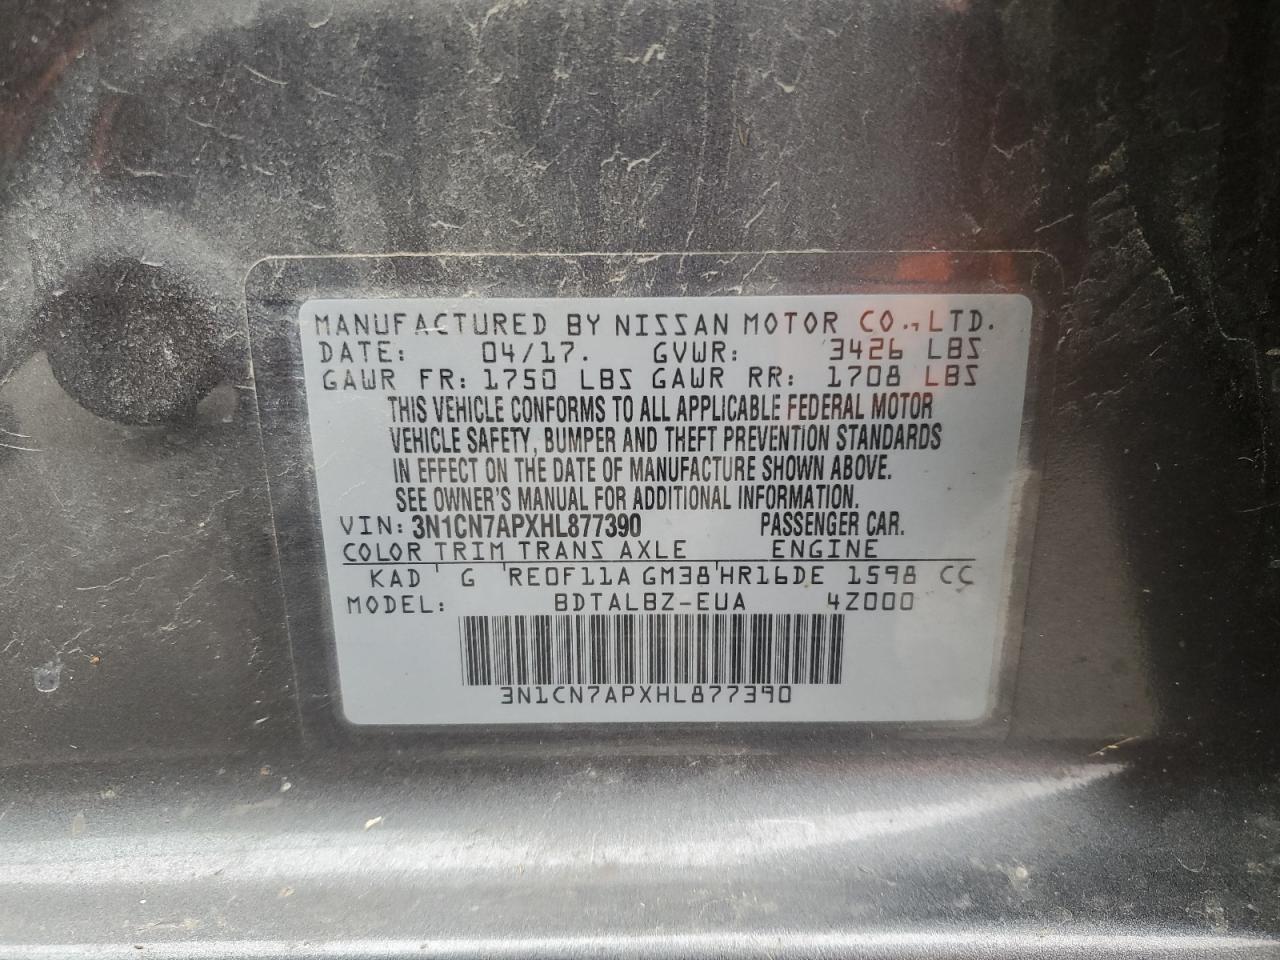 MANUFACTURED BY NISSAN MOTOR CO., LTD.
DATE: 04/17. GVWR: 3426 LBS
GAWR FR: 1750 LBS GAWR RR: 1708 LBS
THIS VEHICLE CONFORMS TO ALL APPLICABLE FEDERAL MOTOR
VEHICLE SAFETY, BUMPER AND THEFT PREVENTION STANDARDS
IN EFFECT ON THE DATE OF MANUFACTURE SHOWN ABOVE.
SEE OWNER'S MANUAL FOR ADDITIONAL INFORMATION.
VIN: 3N1CN7APXHL877390 PASSENGER CAR.
COLOR TRIM TRANS AXLE ENGINE
KAD ' G ' RE0F11A GM38 ' HR16DE 1598 CC
MODEL: BDTALBZ-EUA 4Z000
3N1CN7APXHL877390